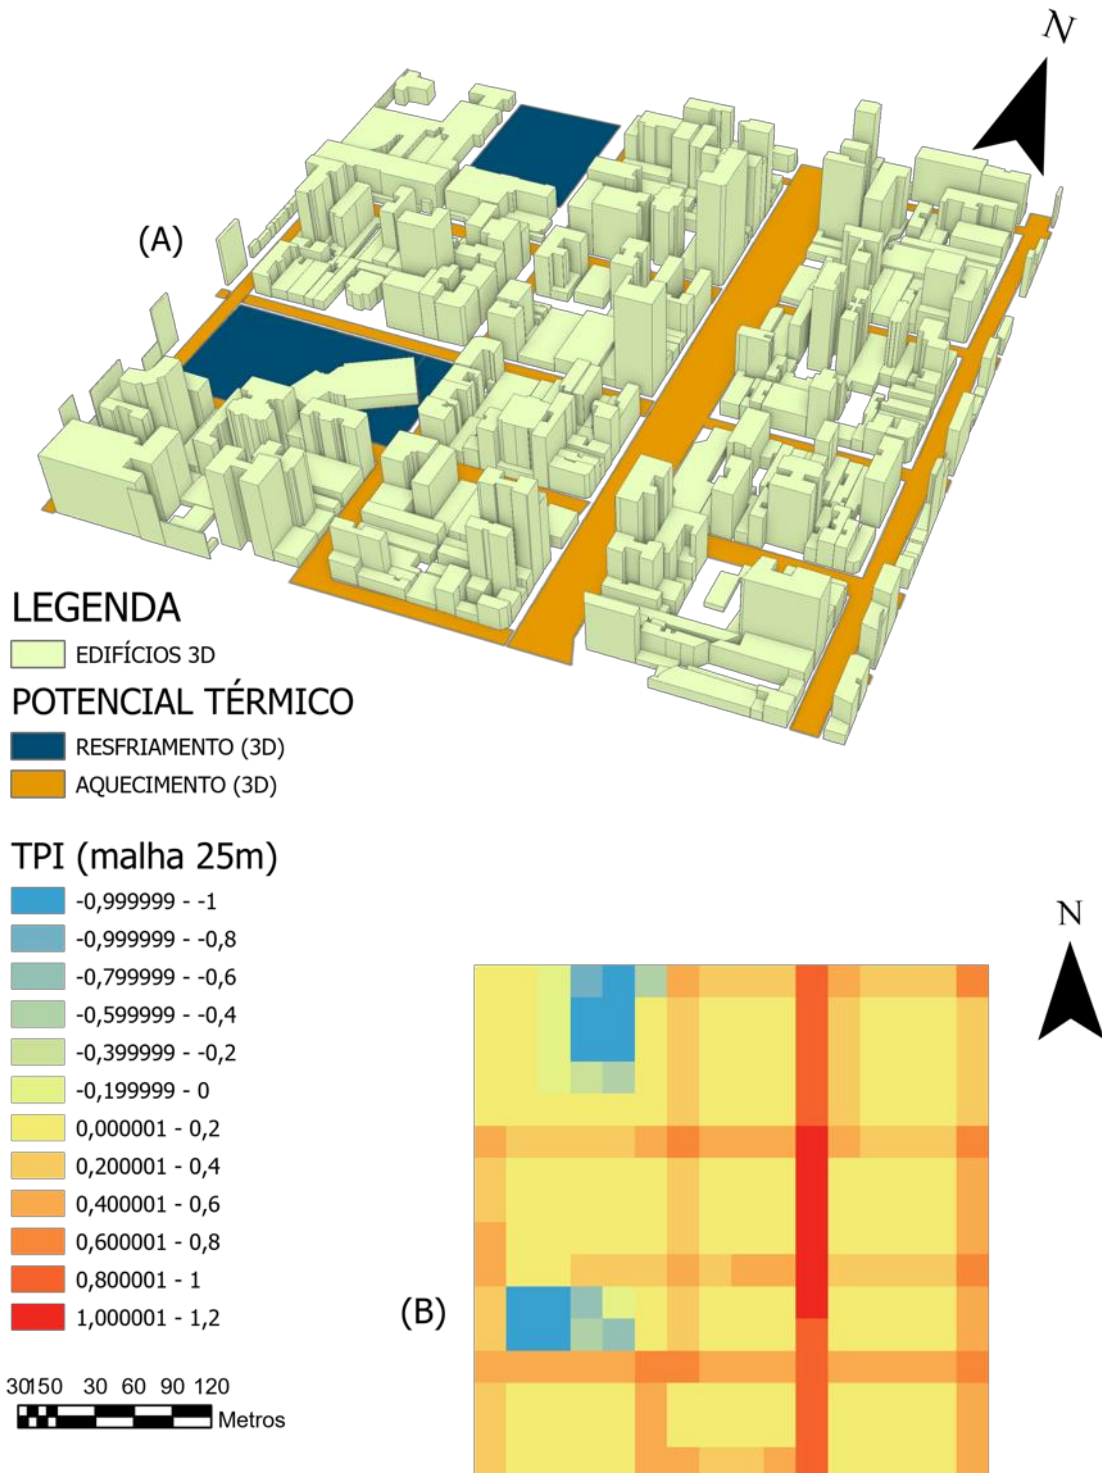 N
(A)
LEGENDA
EDIFÍCIOS 3D
POTENCIAL TÉRMICO
RESFRIAMENTO (3D)
AQUECIMENTO (3D)
TPI (malha 25m)
-0,999999 - -1
-0,999999 - -0,8
-0,799999 - -0,6
-0,599999 - -0,4
-0,399999 - -0,2
-0,199999 - 0
0,000001 - 0,2
0,200001 - 0,4
0,400001 - 0,6
0,600001 - 0,8
0,800001 - 1
1,000001 - 1,2
N
(B)
30150 30 60 90 120
Metros